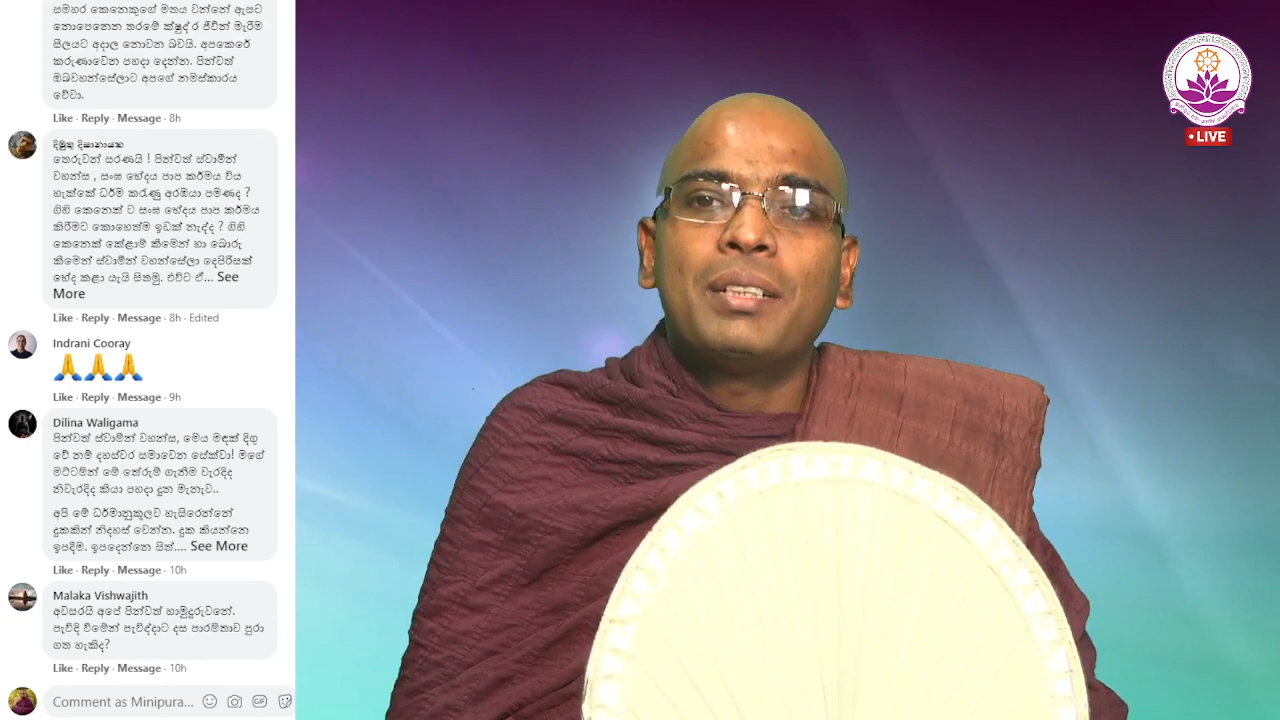 සමහර කෙනෙකුගේ මතය වන්නේ ඇසට
නොපෙනෙන තරමේ ක්ෂුද්‍ර ජීවින් මැරීම
සීලයට අදාල නොවන බවයි. අපකෙරේ
කරුණාවෙන පහදා දෙන්න. පින්වත්
ඔබවහන්සේලාට අපගේ නමස්කාරය
වේවා.
Like · Reply · Message · 8h
දිමුතු දිසානායක
තෙරුවන් සරණයි ! පින්වත් ස්වාමීන්
වහන්ස , සංඝ භේදය පාප කර්මය විය
හැක්කේ ධර්ම කරුණු අරඹයා පමණද ?
ගිහි කෙනෙක් ට සංඝ භේදය පාප කර්මය
කිරීමට කොහෙත්ම ඉඩක් නැද්ද ? ගිහි
කෙනෙක් කේළාම් කීමෙන් හා බොරු
කීමෙන් ස්වාමීන් වහන්සේලා දෙපිරිසක්
භේද කළා යැයි සිතමු. එවිට ඒ... See
More
Like · Reply · Message · 8h · Edited
Indrani Cooray
🙏🙏🙏
Like · Reply · Message · 9h
Dilina Waligama
පින්වත් ස්වාමීන් වහන්ස, මෙය මඳක් දිගු
වේ නම් දහස්වර සමාවෙන සේක්වා! මගේ
මට්ටමින් මේ තේරුම් ගැනීම වැරදිද
නිවැරදිද කියා පහදා දුන මැනැව..
අපි මේ ධර්මානුකූලව හැසිරෙන්නේ
දුකකින් නිදහස් වෙන්න. දුක කියන්නෙ
ඉපදීම. ඉපදෙන්නෙ සිත්.... See More
Like · Reply · Message · 10h
Malaka Vishwajith
අවසරයි අපේ පින්වත් හාමුදුරුවනේ.
පැවිදි වීමේන් පැවිද්දාට දස පාරමිතාව පුරා
ගත හැකිද?
Like · Reply · Message · 10h
Comment as Minipura...
GIF
LIVE